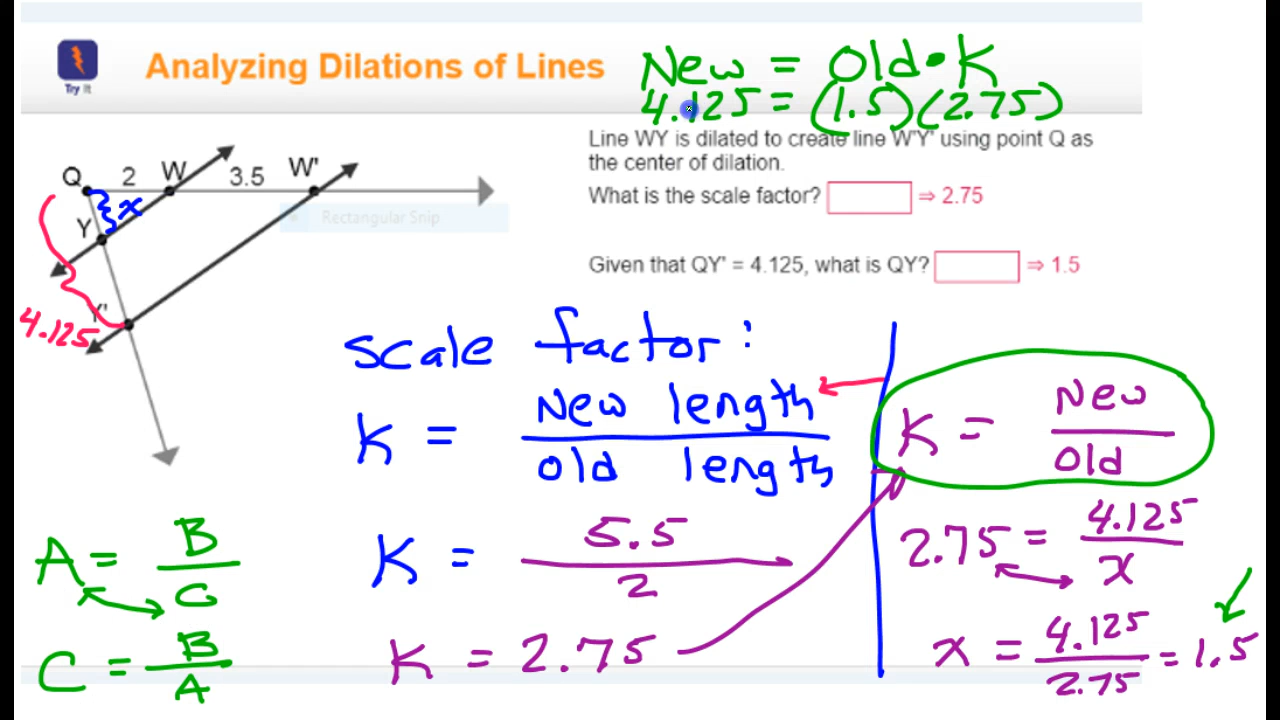 Try It
Analyzing Dilations of Lines
New = Old • K
4.125 = (1.5)(2.75)
Line WY is dilated to create line W'Y' using point Q as
the center of dilation.
What is the scale factor? ⇒ 2.75
Given that QY' = 4.125, what is QY? ⇒ 1.5
Q 2 W 3.5 W'
x
Y
Rectangular Snip
Y'
4.125
scale factor:
K = New length / old length
K = 5.5 / 2
K = 2.75
K = New / Old
2.75 = 4.125 / x
x = 4.125 / 2.75 = 1.5
A = B / C
C = B / A